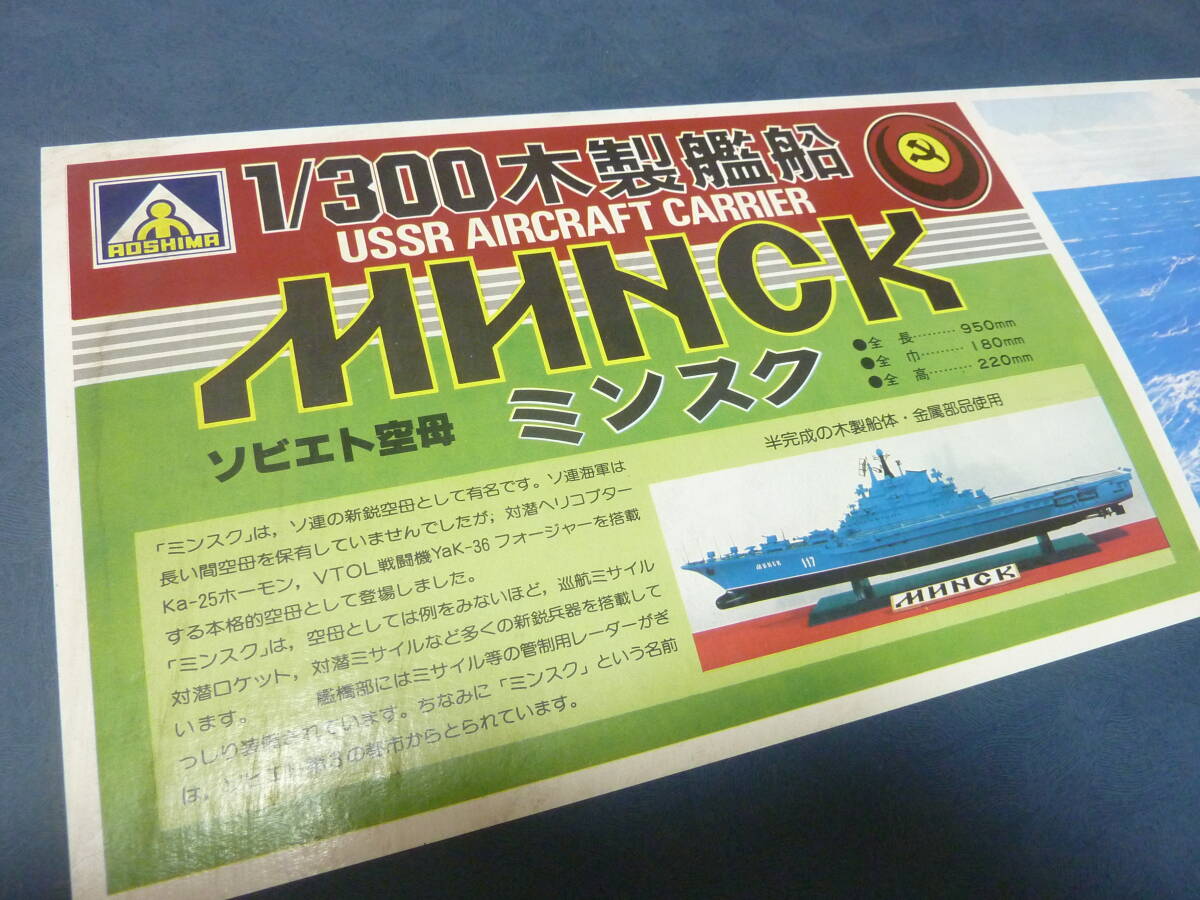 AOSHIMA
1/300木製艦船
USSR AIRCRAFT CARRIER
МИНСК
ソビエト空母 ミンスク
●全 長……… 950mm
●全 巾……… 180mm
●全 高……… 220mm
半完成の木製船体・金属部品使用
「ミンスク」は，ソ連の新鋭空母として有名です。ソ連海軍は
長い間空母を保有していませんでしたが，対潜ヘリコプター
Ka-25ホーモン，VTOL戦闘機YaK-36 フォージャーを搭載
する本格的空母として登場しました。
「ミンスク」は，空母としては例をみないほど，巡航ミサイル
対潜ロケット，対潜ミサイルなど多くの新鋭兵器を搭載して
います。 艦橋部にはミサイル等の管制用レーダーがぎ
っしり装備されています。ちなみに「ミンスク」という名前
は，ソビエト第3の都市からとられています。
МИНСК 117
МИНСК